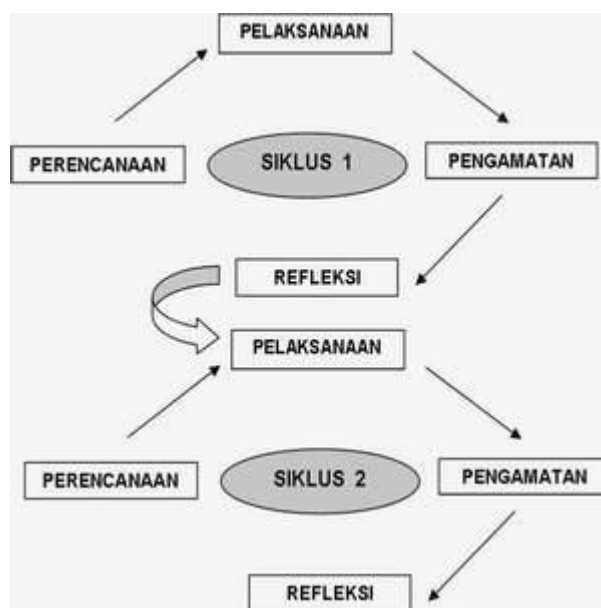 PELAKSANAAN
PERENCANAAN
SIKLUS 1
PENGAMATAN
REFLEKSI
PELAKSANAAN
PERENCANAAN
SIKLUS 2
PENGAMATAN
REFLEKSI